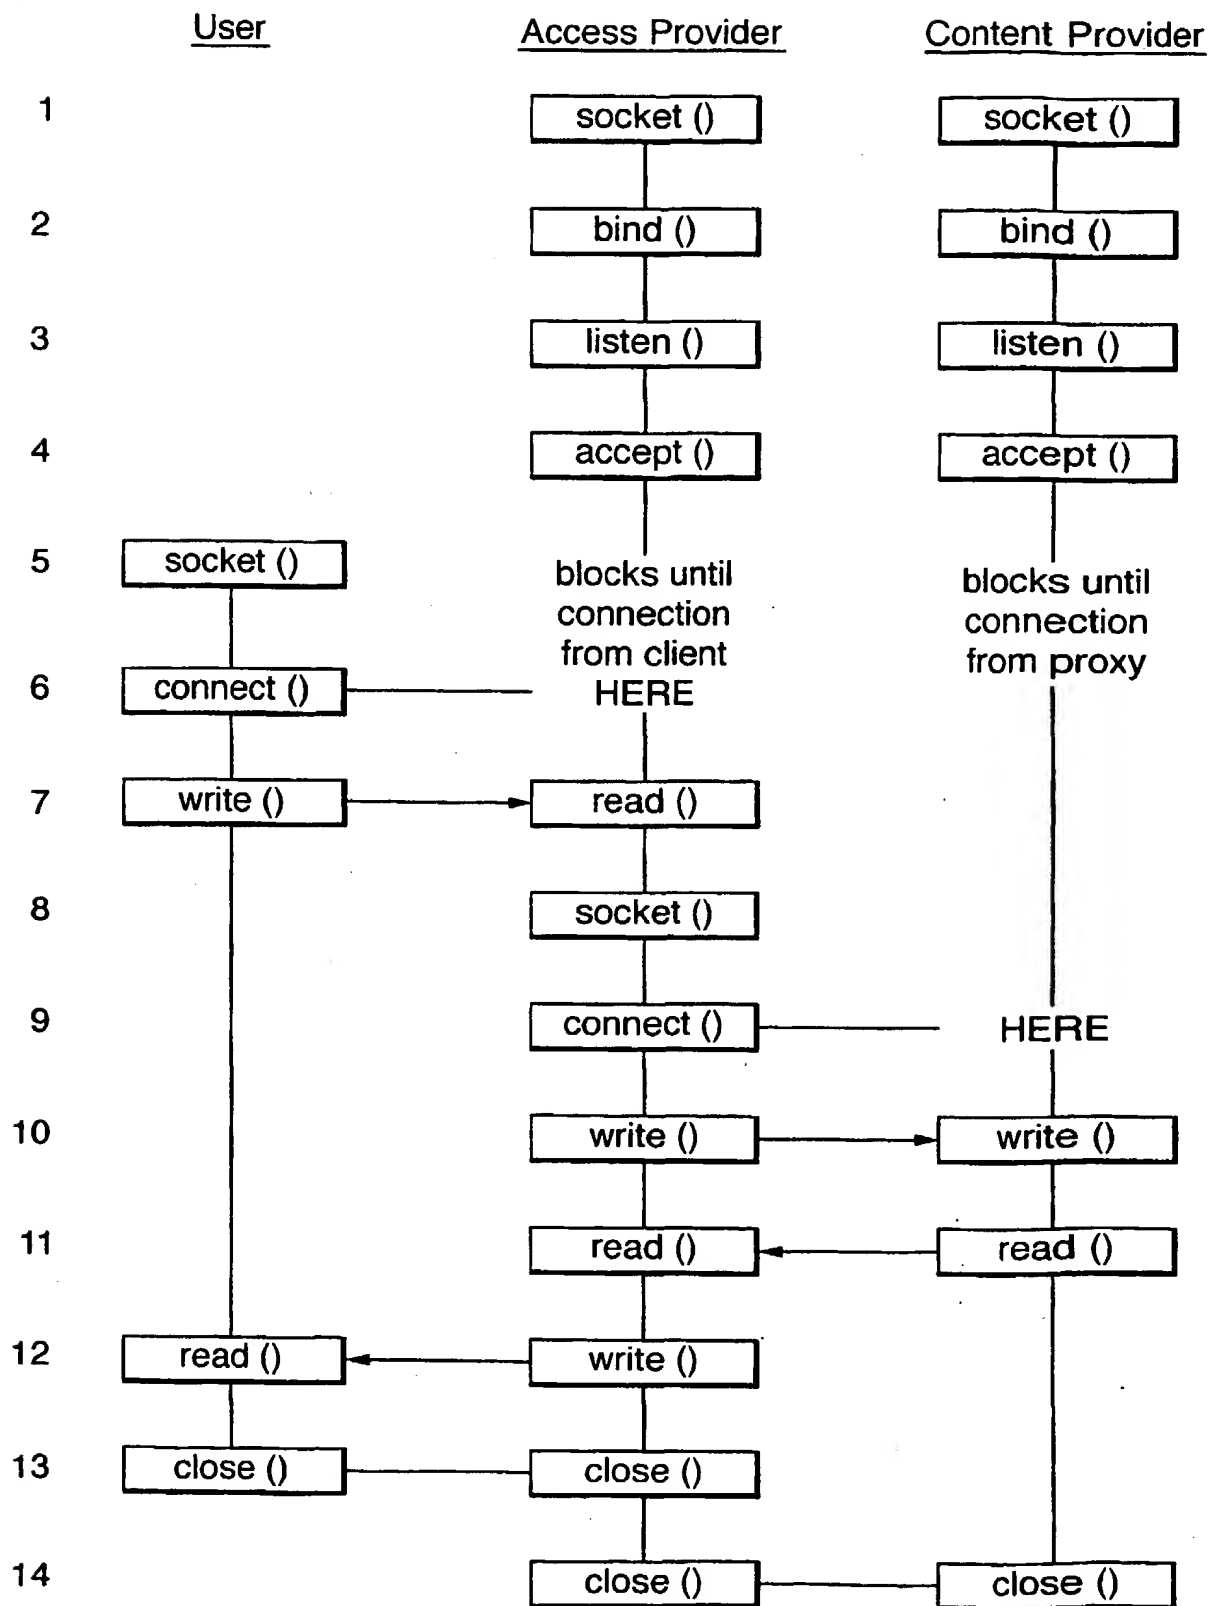 User Access Provider Content Provider
1 socket () socket ()
2 bind () bind ()
3 listen () listen ()
4 accept () accept ()
5 socket ()
blocks until blocks until
connection connection
from client from proxy
6 connect () HERE
7 write () read ()
8 socket ()
9 connect () HERE
10 write () write ()
11 read () read ()
12 read () write ()
13 close () close ()
14 close () close ()